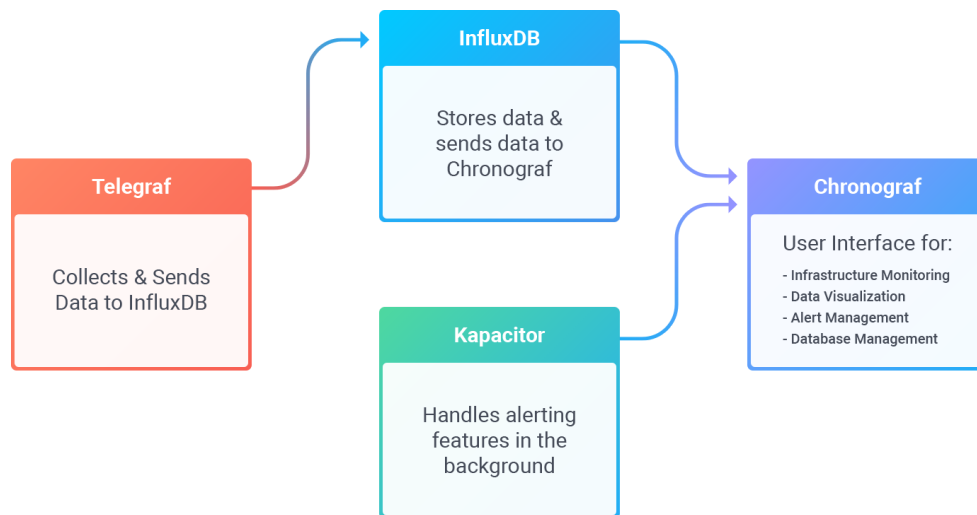 Telegraf
Collects & Sends
Data to InfluxDB
InfluxDB
Stores data &
sends data to
Chronograf
Kapacitor
Handles alerting
features in the
background
Chronograf
User Interface for:
- Infrastructure Monitoring
- Data Visualization
- Alert Management
- Database Management